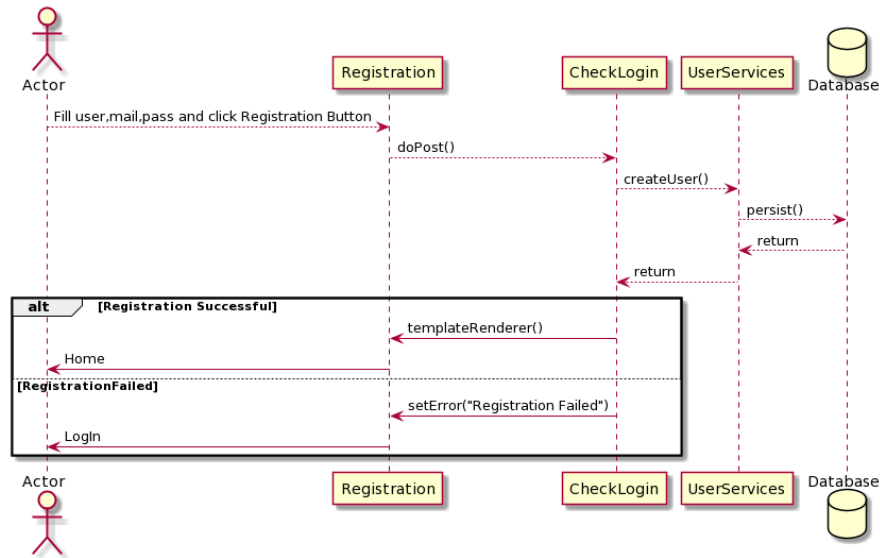 Actor
Registration
CheckLogin
UserServices
Database
Fill user,mail,pass and click Registration Button
doPost()
createUser()
persist()
return
return
alt [Registration Successful]
templateRenderer()
Home
[RegistrationFailed]
setError("Registration Failed")
LogIn
Actor
Registration
CheckLogin
UserServices
Database